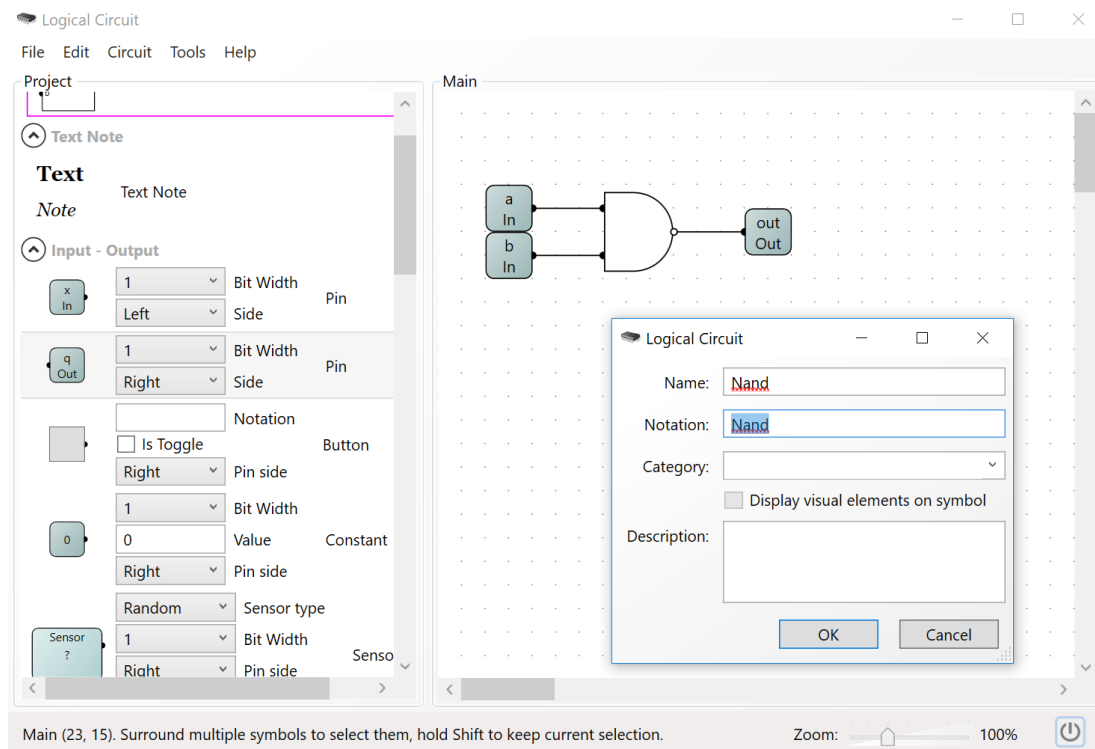 Logical Circuit
File Edit Circuit Tools Help
Project
Text Note
Text
Note
Text Note
Input - Output
x
In
1
Bit Width
Left
Side
Pin
q
Out
1
Bit Width
Right
Side
Pin
Notation
Is Toggle
Right
Pin side
Button
0
1
Bit Width
0
Value
Right
Pin side
Constant
Sensor
?
Random
Sensor type
1
Bit Width
Right
Pin side
Senso
Main
a
In
b
In
out
Out
Logical Circuit
Name: Nand
Notation: Nand
Category:
Display visual elements on symbol
Description:
OK Cancel
Main (23, 15). Surround multiple symbols to select them, hold Shift to keep current selection. Zoom: 100%